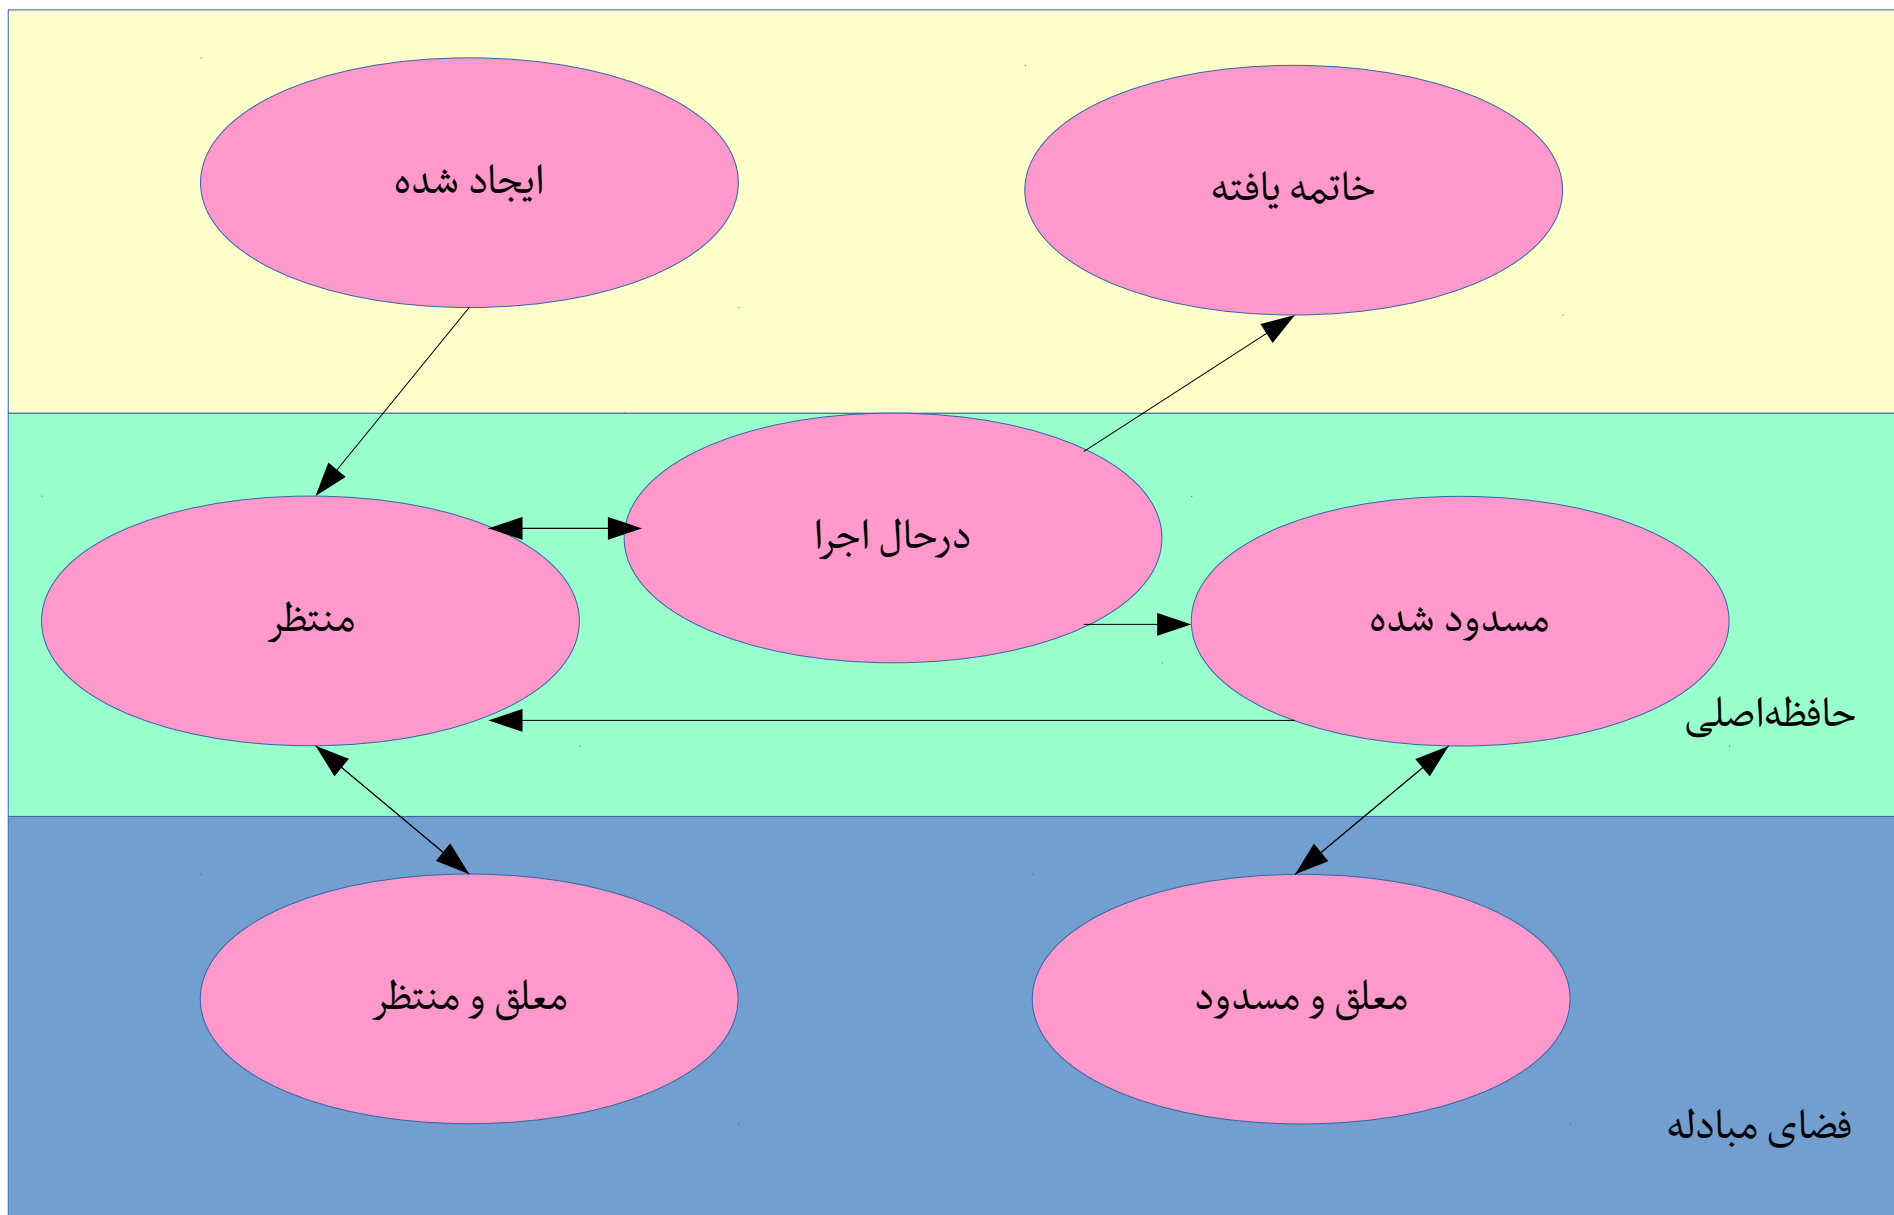 ایجاد شده
خاتمه یافته
درحال اجرا
منتظر
مسدود شده
حافظه‌اصلی
معلق و منتظر
معلق و مسدود
فضای مبادله